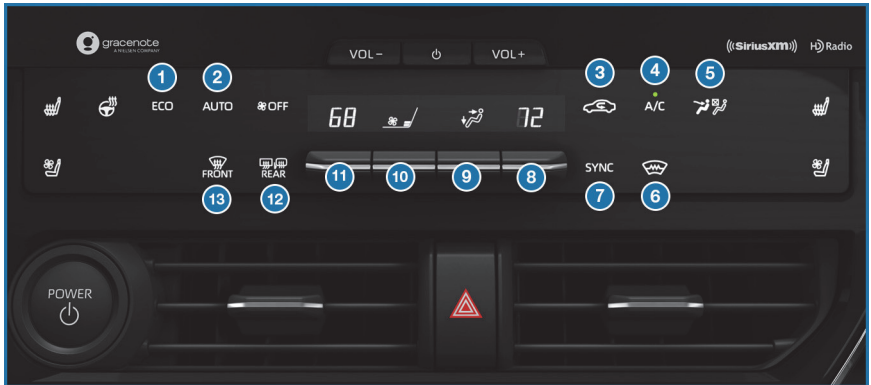 gracenote
A NIELSEN COMPANY
VOL-
VOL+
((SiriusXM))
HD Radio
1
2
3
4
5
ECO
AUTO
OFF
68
72
A/C
11
10
9
8
SYNC
FRONT
REAR
13
12
7
6
POWER